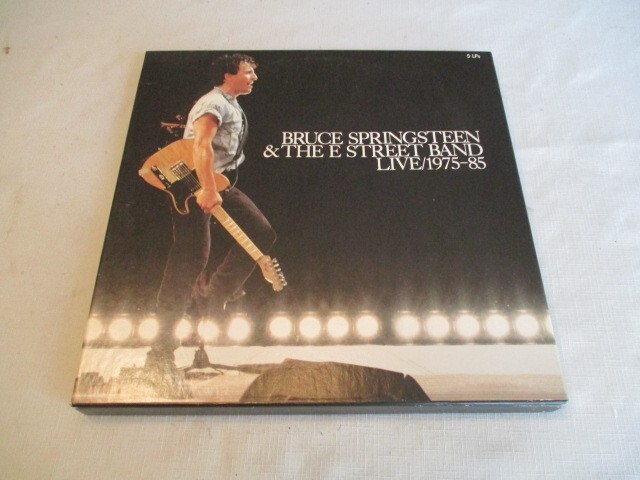 5 LPs
BRUCE SPRINGSTEEN
& THE E STREET BAND
LIVE/1975-85